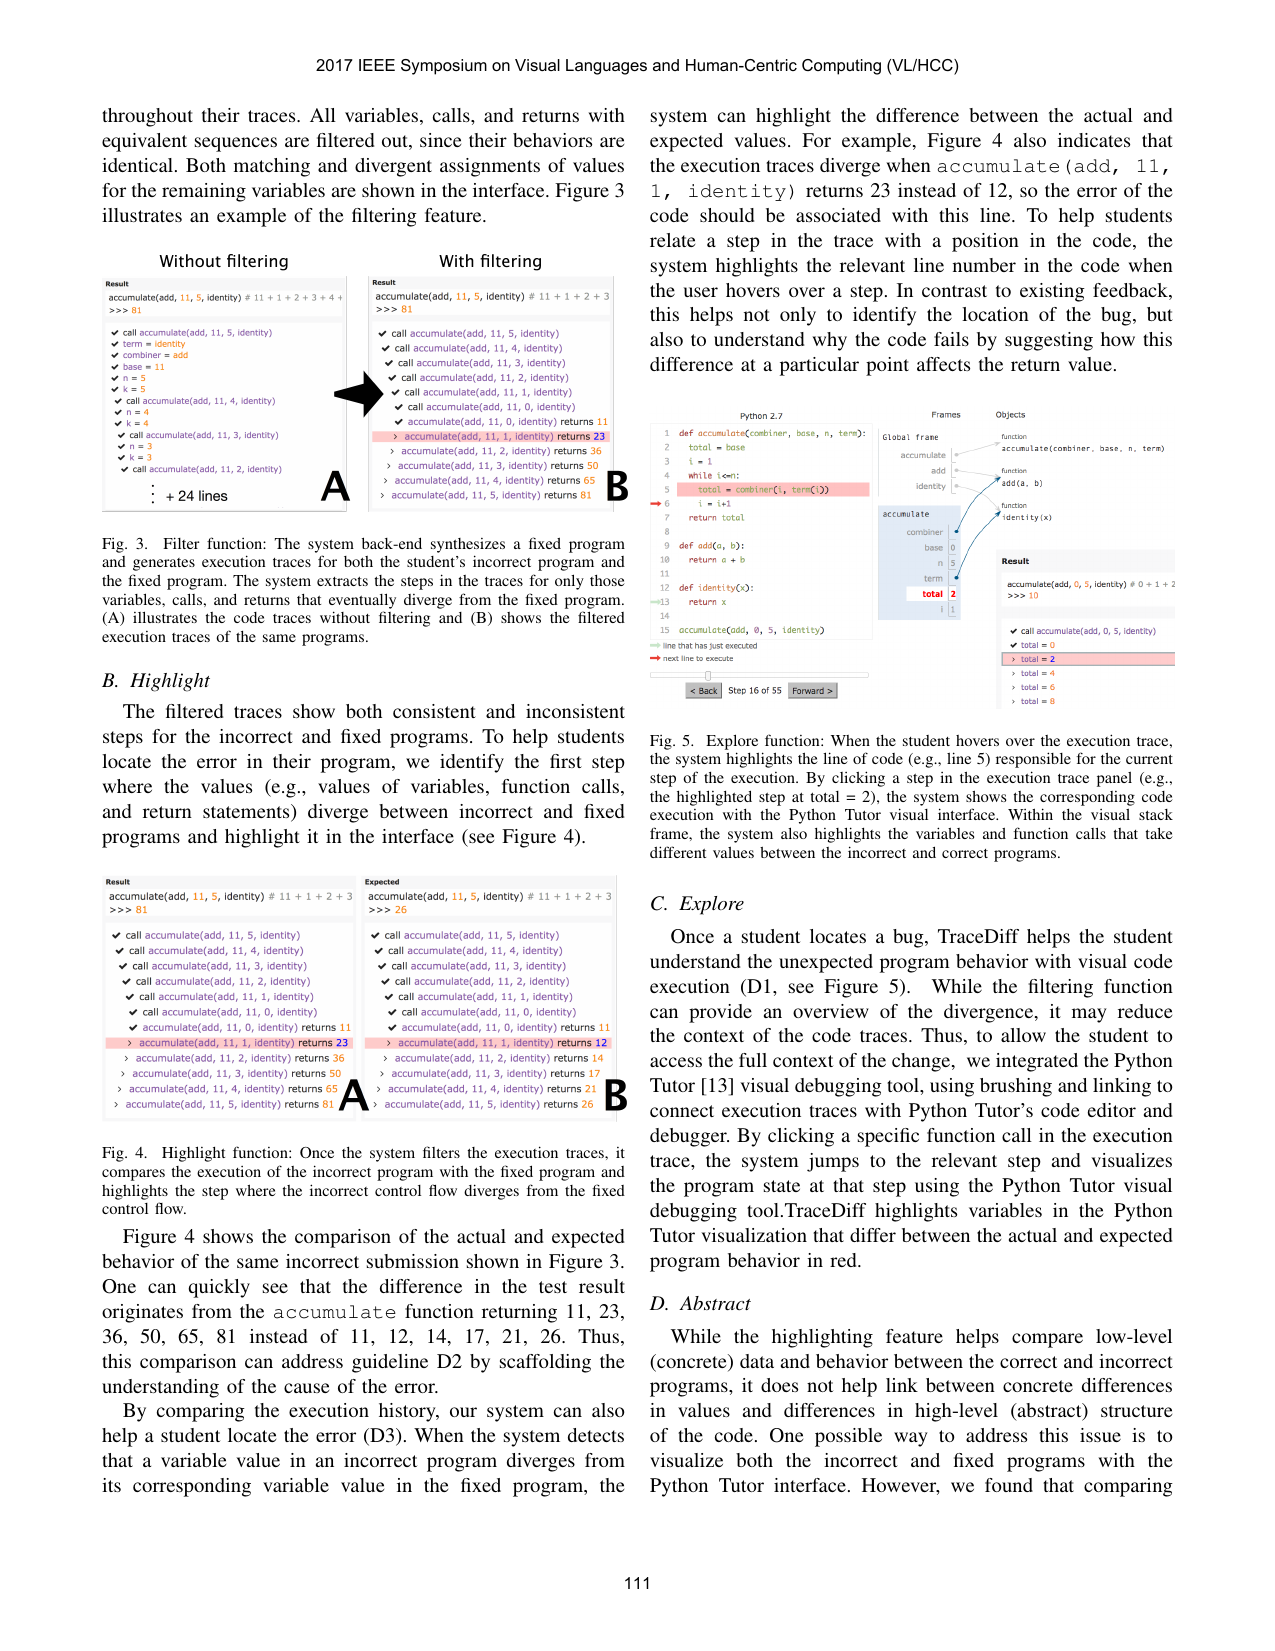 2017 IEEE Symposium on Visual Languages and Human-Centric Computing (VL/HCC)
throughout their traces. All variables, calls, and returns with
equivalent sequences are filtered out, since their behaviors are
identical. Both matching and divergent assignments of values
for the remaining variables are shown in the interface. Figure 3
illustrates an example of the filtering feature.
Without filtering
Result
accumulate(add, 11, 5, identity) # 11 + 1 + 2 + 3 + 4 +
>>> 81
✔ call accumulate(add, 11, 5, identity)
✔ term = identity
✔ combiner = add
✔ base = 11
✔ n = 5
✔ k = 5
✔ call accumulate(add, 11, 4, identity)
✔ n = 4
✔ k = 4
✔ call accumulate(add, 11, 3, identity)
✔ n = 3
✔ k = 3
✔ call accumulate(add, 11, 2, identity)
⋮ + 24 lines
A
With filtering
Result
accumulate(add, 11, 5, identity) # 11 + 1 + 2 + 3
>>> 81
✔ call accumulate(add, 11, 5, identity)
✔ call accumulate(add, 11, 4, identity)
✔ call accumulate(add, 11, 3, identity)
✔ call accumulate(add, 11, 2, identity)
✔ call accumulate(add, 11, 1, identity)
✔ call accumulate(add, 11, 0, identity)
✔ accumulate(add, 11, 0, identity) returns 11
> accumulate(add, 11, 1, identity) returns 23
> accumulate(add, 11, 2, identity) returns 36
> accumulate(add, 11, 3, identity) returns 50
> accumulate(add, 11, 4, identity) returns 65
> accumulate(add, 11, 5, identity) returns 81
B
Fig. 3. Filter function: The system back-end synthesizes a fixed program
and generates execution traces for both the student's incorrect program and
the fixed program. The system extracts the steps in the traces for only those
variables, calls, and returns that eventually diverge from the fixed program.
(A) illustrates the code traces without filtering and (B) shows the filtered
execution traces of the same programs.
B. Highlight
The filtered traces show both consistent and inconsistent
steps for the incorrect and fixed programs. To help students
locate the error in their program, we identify the first step
where the values (e.g., values of variables, function calls,
and return statements) diverge between incorrect and fixed
programs and highlight it in the interface (see Figure 4).
Result
accumulate(add, 11, 5, identity) # 11 + 1 + 2 + 3
>>> 81
✔ call accumulate(add, 11, 5, identity)
✔ call accumulate(add, 11, 4, identity)
✔ call accumulate(add, 11, 3, identity)
✔ call accumulate(add, 11, 2, identity)
✔ call accumulate(add, 11, 1, identity)
✔ call accumulate(add, 11, 0, identity)
✔ accumulate(add, 11, 0, identity) returns 11
> accumulate(add, 11, 1, identity) returns 23
> accumulate(add, 11, 2, identity) returns 36
> accumulate(add, 11, 3, identity) returns 50
> accumulate(add, 11, 4, identity) returns 65
> accumulate(add, 11, 5, identity) returns 81
A
Expected
accumulate(add, 11, 5, identity) # 11 + 1 + 2 + 3
>>> 26
✔ call accumulate(add, 11, 5, identity)
✔ call accumulate(add, 11, 4, identity)
✔ call accumulate(add, 11, 3, identity)
✔ call accumulate(add, 11, 2, identity)
✔ call accumulate(add, 11, 1, identity)
✔ call accumulate(add, 11, 0, identity)
✔ accumulate(add, 11, 0, identity) returns 11
> accumulate(add, 11, 1, identity) returns 12
> accumulate(add, 11, 2, identity) returns 14
> accumulate(add, 11, 3, identity) returns 17
> accumulate(add, 11, 4, identity) returns 21
> accumulate(add, 11, 5, identity) returns 26
B
Fig. 4. Highlight function: Once the system filters the execution traces, it
compares the execution of the incorrect program with the fixed program and
highlights the step where the incorrect control flow diverges from the fixed
control flow.
Figure 4 shows the comparison of the actual and expected
behavior of the same incorrect submission shown in Figure 3.
One can quickly see that the difference in the test result
originates from the accumulate function returning 11, 23,
36, 50, 65, 81 instead of 11, 12, 14, 17, 21, 26. Thus,
this comparison can address guideline D2 by scaffolding the
understanding of the cause of the error.
By comparing the execution history, our system can also
help a student locate the error (D3). When the system detects
that a variable value in an incorrect program diverges from
its corresponding variable value in the fixed program, the
system can highlight the difference between the actual and
expected values. For example, Figure 4 also indicates that
the execution traces diverge when accumulate(add, 11,
1, identity) returns 23 instead of 12, so the error of the
code should be associated with this line. To help students
relate a step in the trace with a position in the code, the
system highlights the relevant line number in the code when
the user hovers over a step. In contrast to existing feedback,
this helps not only to identify the location of the bug, but
also to understand why the code fails by suggesting how this
difference at a particular point affects the return value.
Python 2.7
1 def accumulate(combiner, base, n, term):
2 total = base
3 i = 1
4 while i<=n:
5 total = combiner(i, term(i))
6 i = i+1
7 return total
8
9 def add(a, b):
10 return a + b
11
12 def identity(x):
13 return x
14
15 accumulate(add, 0, 5, identity)
line that has just executed
next line to execute
< Back Step 16 of 55 Forward >
Frames Objects
Global frame
accumulate
add
identity
function
accumulate(combiner, base, n, term)
function
add(a, b)
function
identity(x)
accumulate
combiner
base 0
n 5
term
total 2
i 1
Result
accumulate(add, 0, 5, identity) # 0 + 1 + 2
>>> 10
✔ call accumulate(add, 0, 5, identity)
✔ total = 0
> total = 2
> total = 4
> total = 6
> total = 8
Fig. 5. Explore function: When the student hovers over the execution trace,
the system highlights the line of code (e.g., line 5) responsible for the current
step of the execution. By clicking a step in the execution trace panel (e.g.,
the highlighted step at total = 2), the system shows the corresponding code
execution with the Python Tutor visual interface. Within the visual stack
frame, the system also highlights the variables and function calls that take
different values between the incorrect and correct programs.
C. Explore
Once a student locates a bug, TraceDiff helps the student
understand the unexpected program behavior with visual code
execution (D1, see Figure 5). While the filtering function
can provide an overview of the divergence, it may reduce
the context of the code traces. Thus, to allow the student to
access the full context of the change, we integrated the Python
Tutor [13] visual debugging tool, using brushing and linking to
connect execution traces with Python Tutor's code editor and
debugger. By clicking a specific function call in the execution
trace, the system jumps to the relevant step and visualizes
the program state at that step using the Python Tutor visual
debugging tool.TraceDiff highlights variables in the Python
Tutor visualization that differ between the actual and expected
program behavior in red.
D. Abstract
While the highlighting feature helps compare low-level
(concrete) data and behavior between the correct and incorrect
programs, it does not help link between concrete differences
in values and differences in high-level (abstract) structure
of the code. One possible way to address this issue is to
visualize both the incorrect and fixed programs with the
Python Tutor interface. However, we found that comparing
111